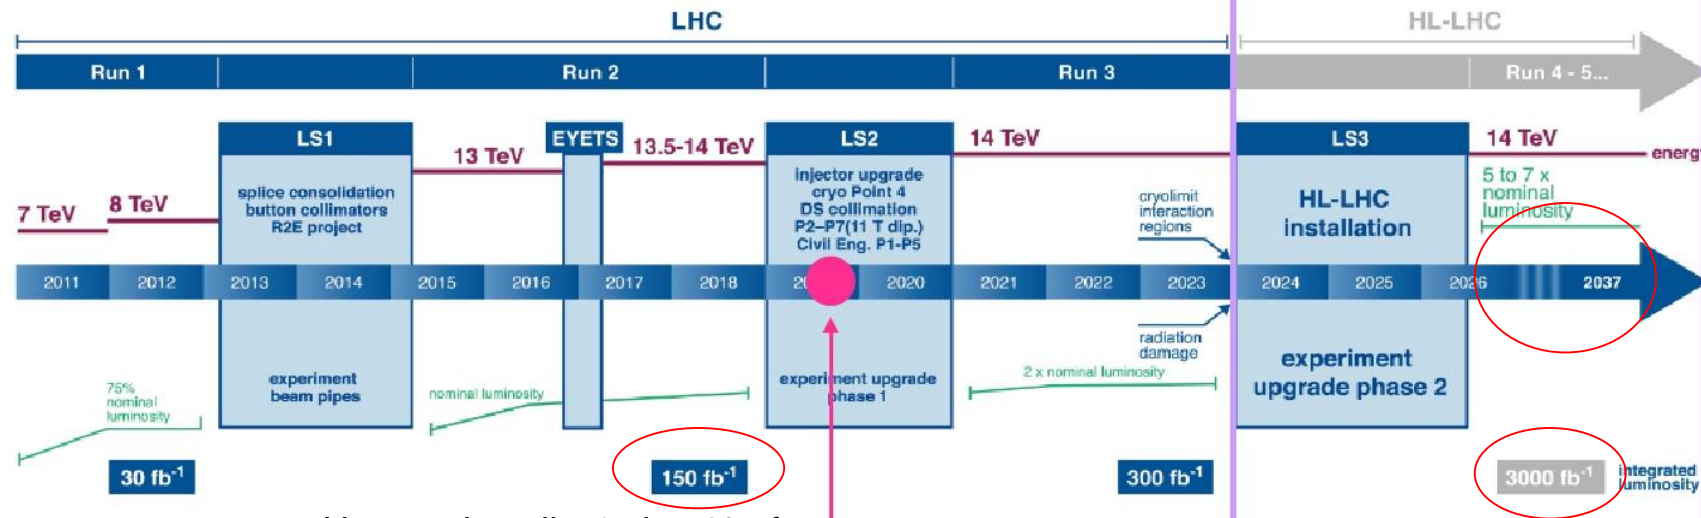 LHC
HL-LHC
Run 1
Run 2
Run 3
Run 4 - 5...
LS1
EYETS
LS2
LS3
7 TeV
8 TeV
13 TeV
13.5-14 TeV
14 TeV
14 TeV
energy
splice consolidation
button collimators
R2E project
injector upgrade
cryo Point 4
DS collimation
P2–P7(11 T dip.)
Civil Eng. P1-P5
cryolimit
interaction
regions
HL-LHC
installation
5 to 7 x
nominal
luminosity
2011
2012
2013
2014
2015
2016
2017
2018
2020
2021
2022
2023
2024
2025
2026
2037
radiation
damage
75%
nominal
luminosity
experiment
beam pipes
nominal luminosity
experiment upgrade
phase 1
2 x nominal luminosity
experiment
upgrade phase 2
30 fb⁻¹
150 fb⁻¹
300 fb⁻¹
3000 fb⁻¹
integrated
luminosity